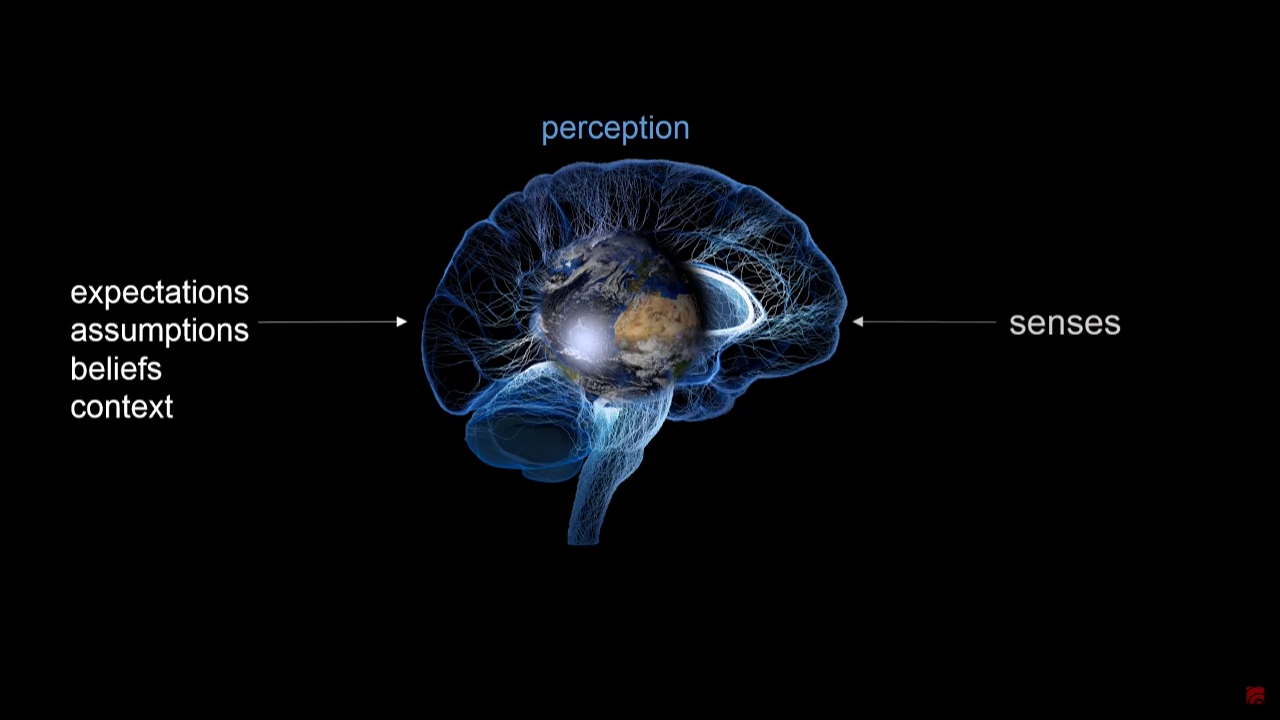 perception
expectations
assumptions
beliefs
context
senses